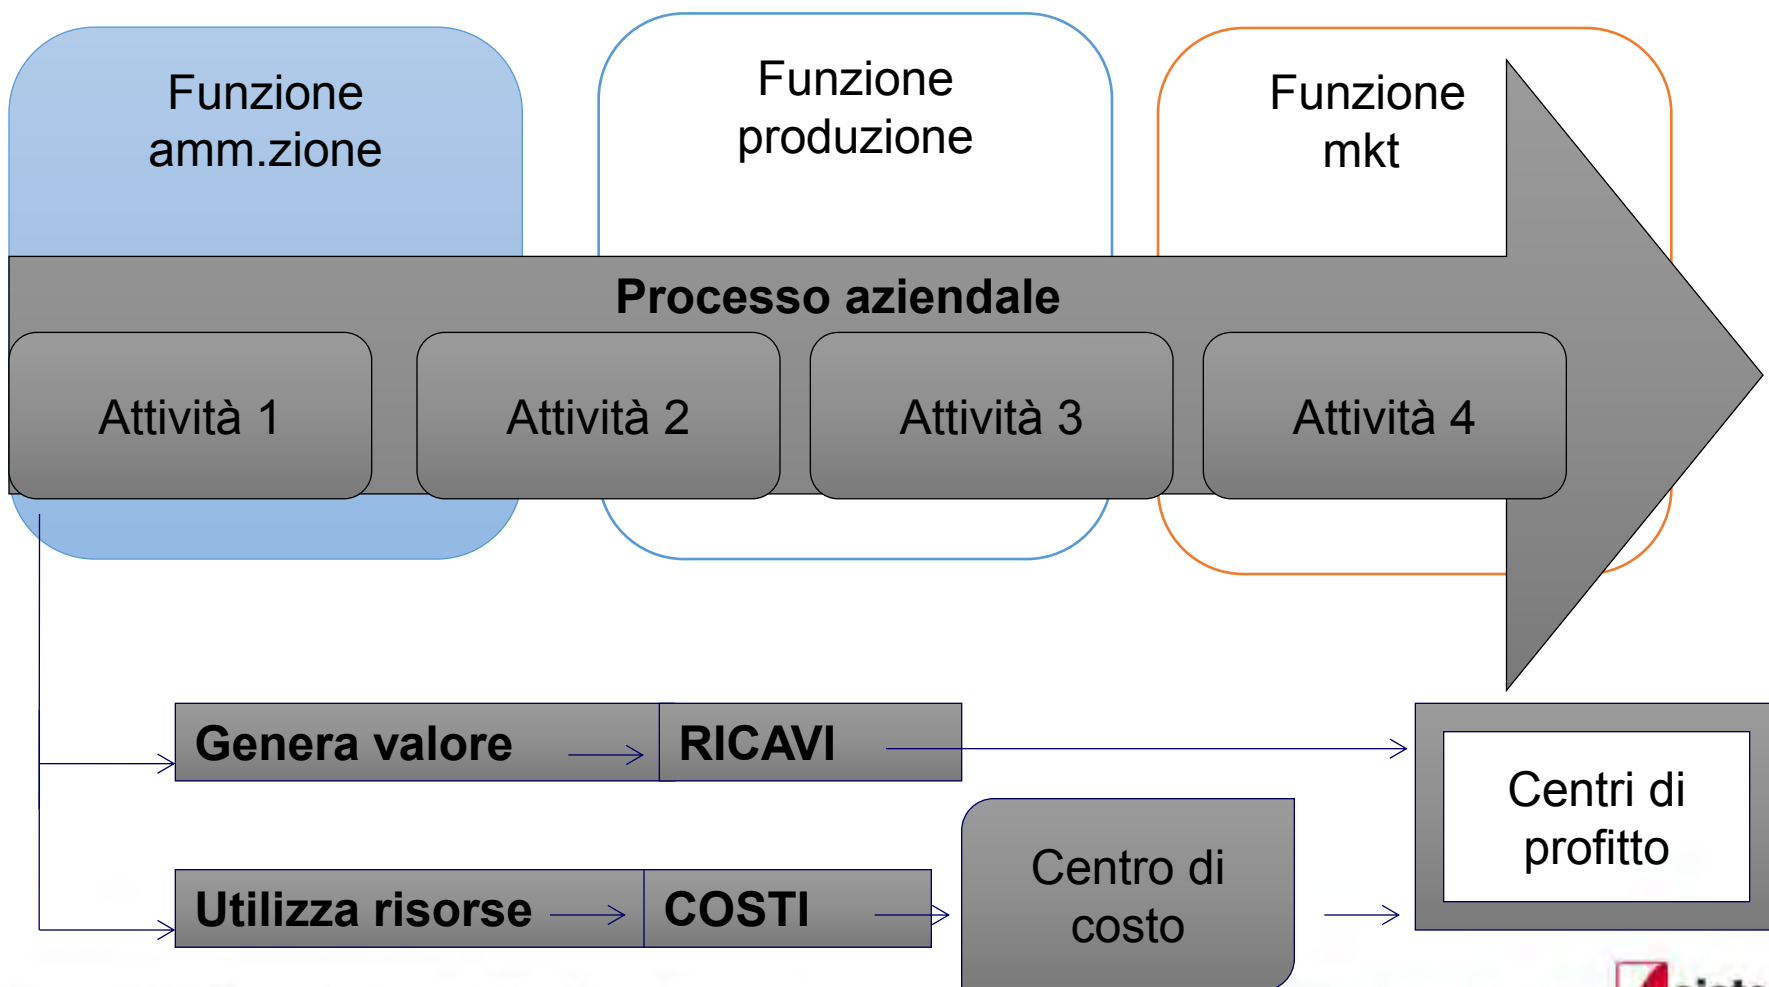 Funzione
amm.zione
Funzione
produzione
Funzione
mkt
Processo aziendale
Attività 1
Attività 2
Attività 3
Attività 4
Genera valore
RICAVI
Centri di
profitto
Utilizza risorse
COSTI
Centro di
costo